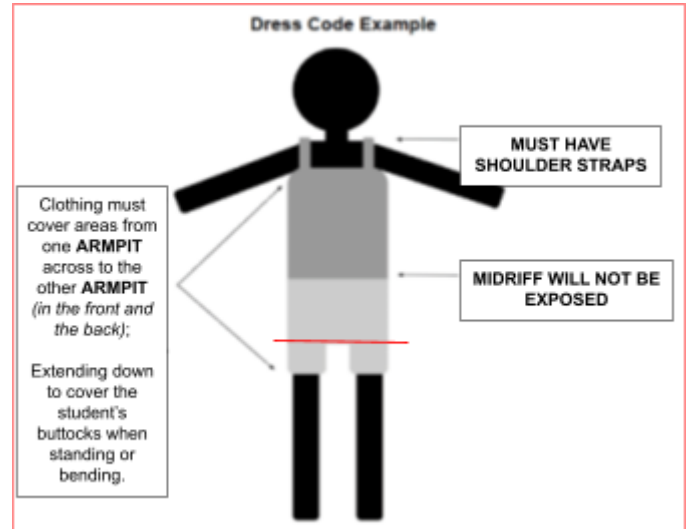 Dress Code Example
MUST HAVE
SHOULDER STRAPS
Clothing must
cover areas from
one ARMPIT
across to the
other ARMPIT
(in the front and
the back);
Extending down
to cover the
student's
buttocks when
standing or
bending.
MIDRIFF WILL NOT BE
EXPOSED